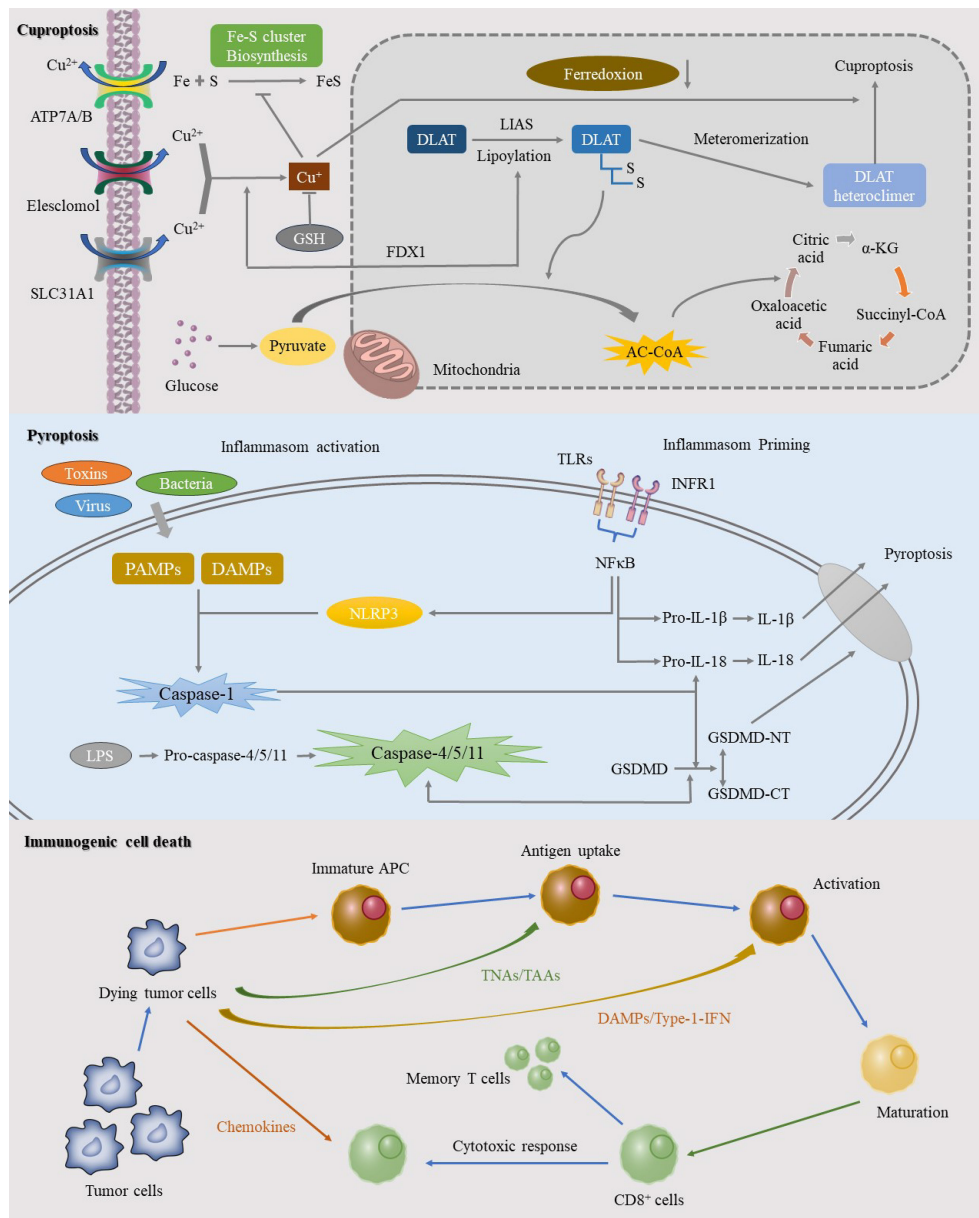 Cuproptosis
Cu²⁺
ATP7A/B
Elesclomol
SLC31A1
Glucose
Fe-S cluster
Biosynthesis
Fe + S
FeS
Cu²⁺
Cu²⁺
Cu⁺
GSH
FDX1
Pyruvate
Mitochondria
Ferredoxion
DLAT
LIAS
Lipoylation
DLAT
S
S
Meteromerization
Cuproptosis
DLAT
heteroclimer
AC-CoA
Citric
acid
α-KG
Oxaloacetic
acid
Succinyl-CoA
Fumaric
acid
Pyroptosis
Inflammasom activation
Inflammasom Priming
Toxins
Bacteria
Virus
TLRs
INFR1
PAMPs
DAMPs
NFκB
Pyroptosis
NLRP3
Pro-IL-1β
IL-1β
Pro-IL-18
IL-18
Caspase-1
LPS
Pro-caspase-4/5/11
Caspase-4/5/11
GSDMD
GSDMD-NT
GSDMD-CT
Immunogenic cell death
Immature APC
Antigen uptake
Activation
Dying tumor cells
TNAs/TAAs
DAMPs/Type-1-IFN
Memory T cells
Maturation
Chemokines
Cytotoxic response
Tumor cells
CD8⁺ cells